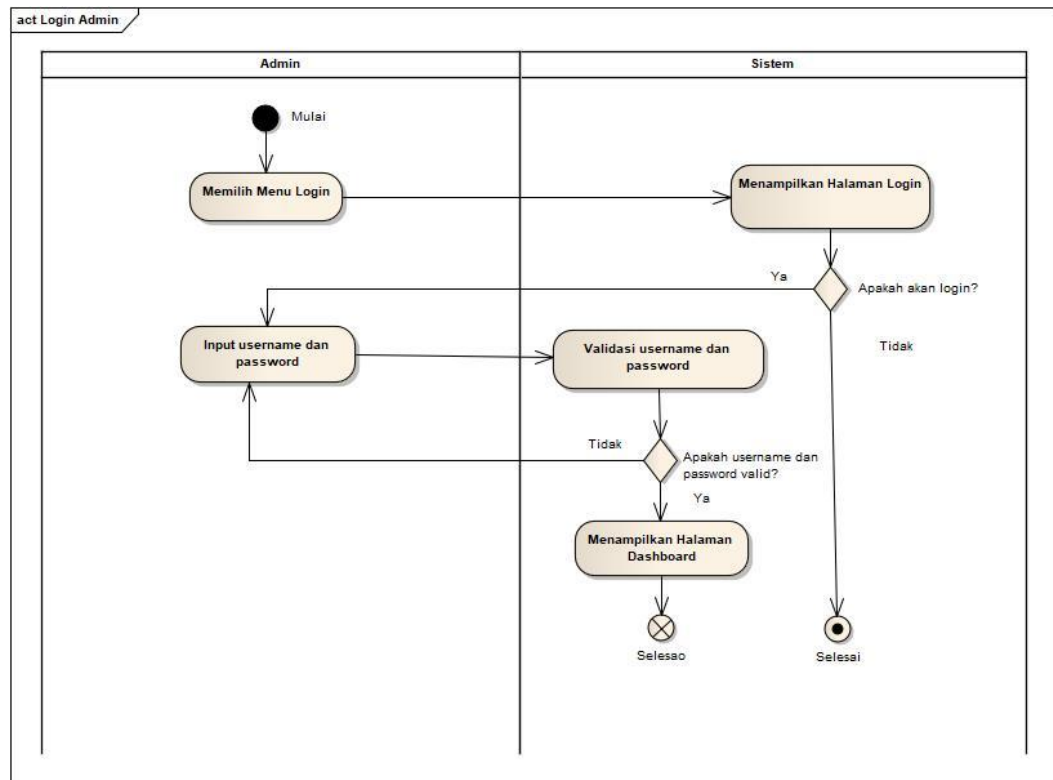 act Login Admin
Admin
Sistem
Mulai
Memilih Menu Login
Menampilkan Halaman Login
Ya
Apakah akan login?
Tidak
Input username dan
password
Validasi username dan
password
Tidak
Apakah username dan
password valid?
Ya
Menampilkan Halaman
Dashboard
Selesao
Selesai